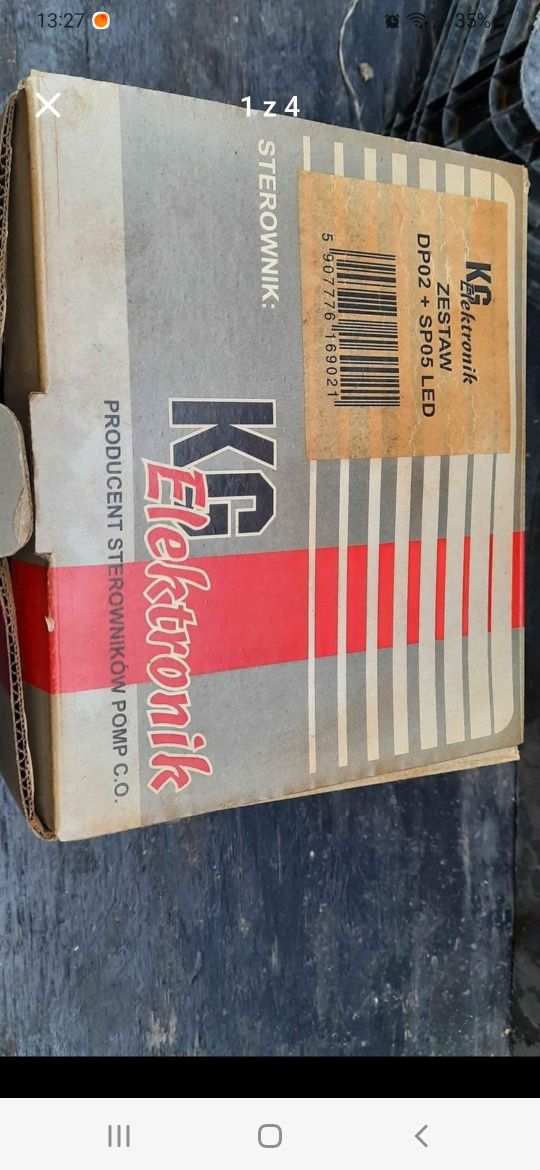 13:27
35%
1 z 4
STEROWNIK:
KG
Elektronik
ZESTAW
DP02 + SP05 LED
5 907776 169021
KG
Elektronik
PRODUCENT STEROWNIKÓW POMP C.O.